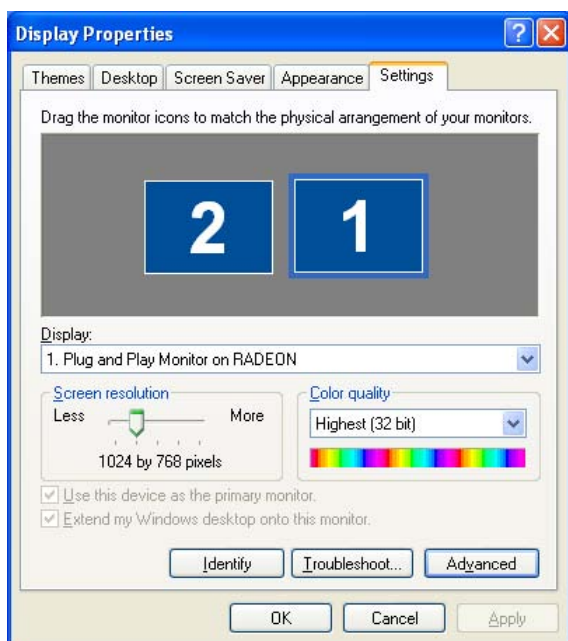 Display Properties
Themes Desktop Screen Saver Appearance Settings
Drag the monitor icons to match the physical arrangement of your monitors.
2 1
Display:
1. Plug and Play Monitor on RADEON
Screen resolution
Less More
1024 by 768 pixels
Color quality
Highest (32 bit)
Use this device as the primary monitor.
Extend my Windows desktop onto this monitor.
Identify Troubleshoot... Advanced
OK Cancel Apply